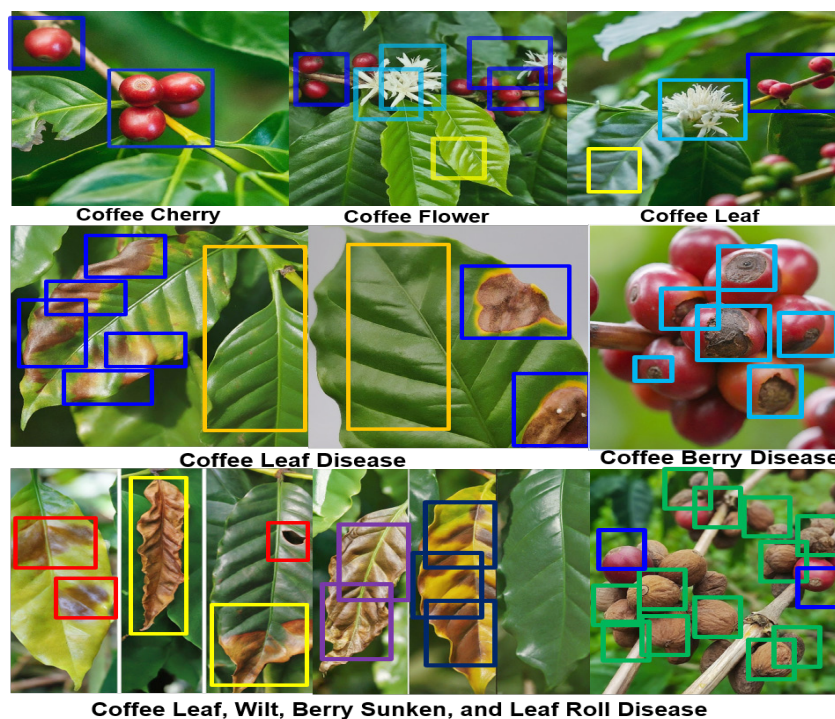 Coffee Cherry
Coffee Flower
Coffee Leaf
Coffee Leaf Disease
Coffee Berry Disease
Coffee Leaf, Wilt, Berry Sunken, and Leaf Roll Disease